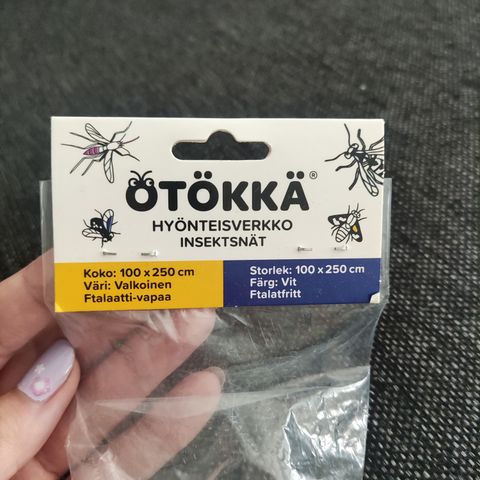 ÖTÖKKÄ®
HYÖNTEISVERKKO
INSEKTSNÄT
Koko: 100 x 250 cm
Väri: Valkoinen
Ftalaatti-vapaa
Storlek: 100 x 250 cm
Färg: Vit
Ftalatfritt